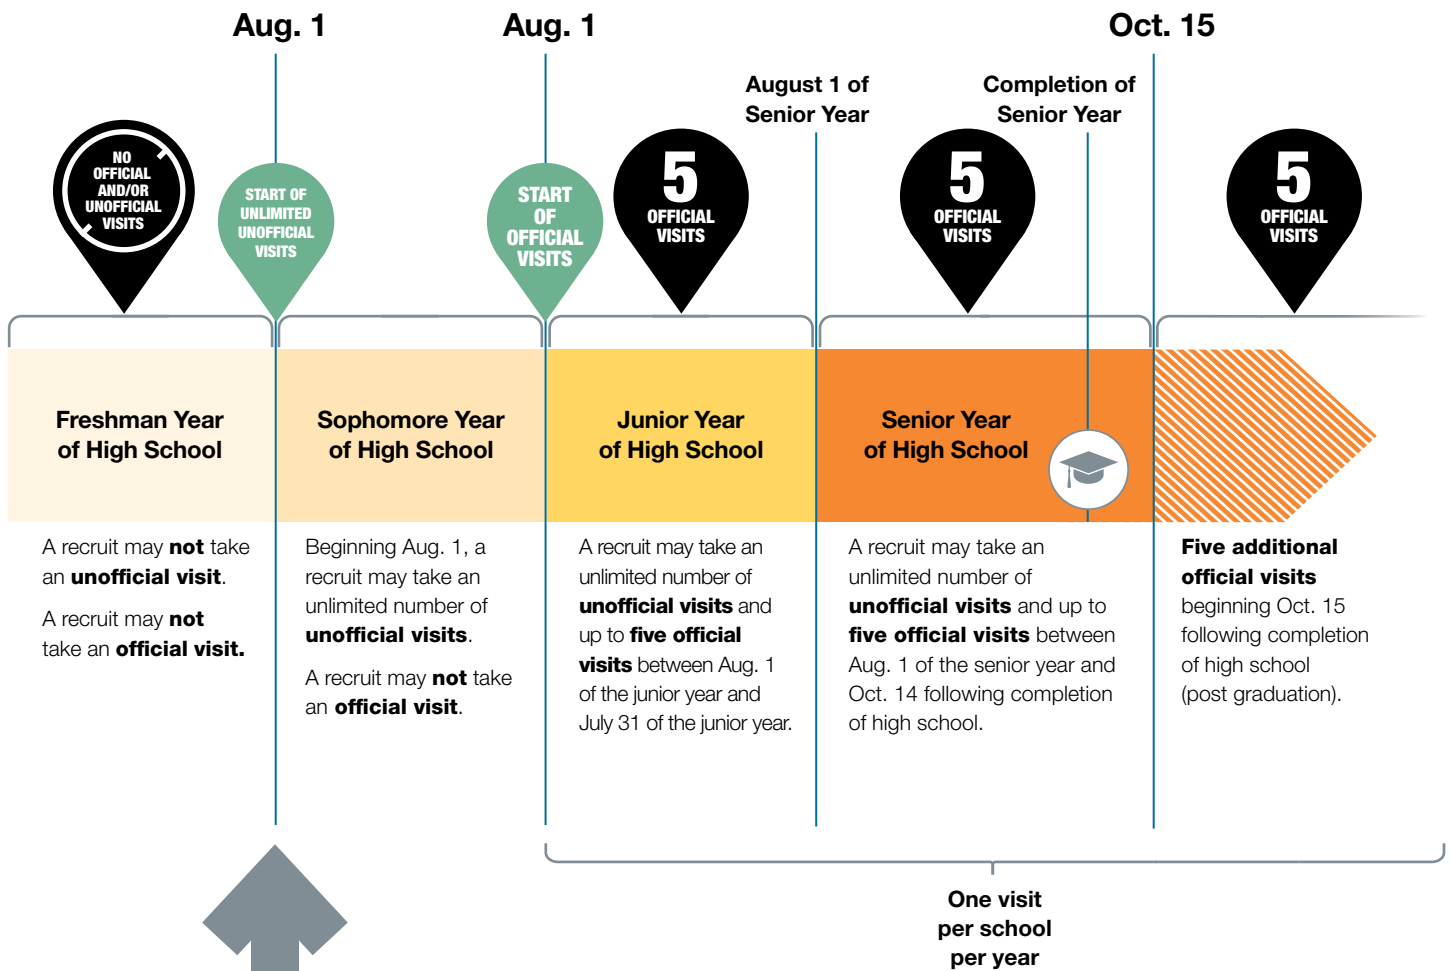 Aug. 1
Aug. 1
Oct. 15
August 1 of
Senior Year
Completion of
Senior Year
NO
OFFICIAL
AND/OR
UNOFFICIAL
VISITS
START OF
UNLIMITED
UNOFFICIAL
VISITS
START
OF
OFFICIAL
VISITS
5
OFFICIAL
VISITS
5
OFFICIAL
VISITS
5
OFFICIAL
VISITS
Freshman Year
of High School
Sophomore Year
of High School
Junior Year
of High School
Senior Year
of High School
A recruit may not take
an unofficial visit.
A recruit may not
take an official visit.
Beginning Aug. 1, a
recruit may take an
unlimited number of
unofficial visits.
A recruit may not take
an official visit.
A recruit may take an
unlimited number of
unofficial visits and
up to five official
visits between Aug. 1
of the junior year and
July 31 of the junior year.
A recruit may take an
unlimited number of
unofficial visits and up to
five official visits between
Aug. 1 of the senior year and
Oct. 14 following completion
of high school.
Five additional
official visits
beginning Oct. 15
following completion
of high school
(post graduation).
One visit
per school
per year